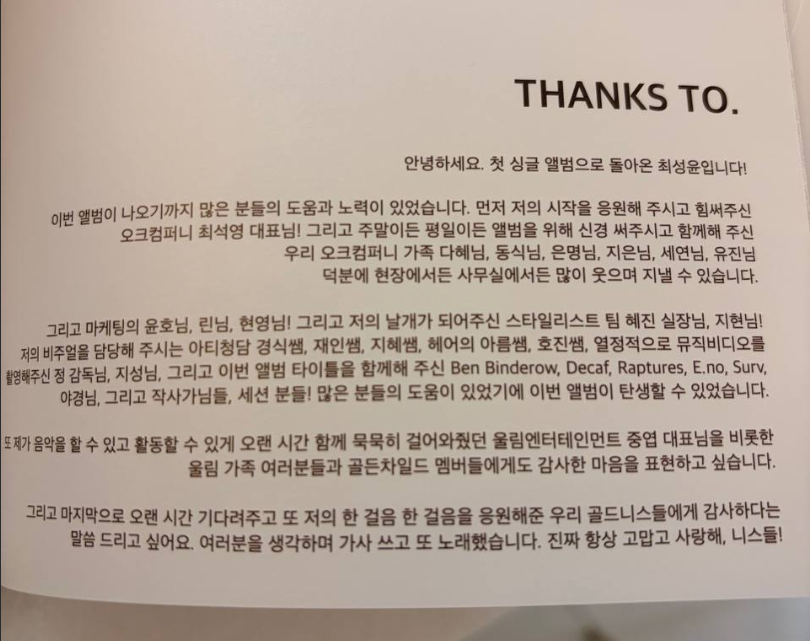 THANKS TO.
안녕하세요. 첫 싱글 앨범으로 돌아온 최성윤입니다!
이번 앨범이 나오기까지 많은 분들의 도움과 노력이 있었습니다. 먼저 저의 시작을 응원해 주시고 힘써주신
오크컴퍼니 최석영 대표님! 그리고 주말이든 평일이든 앨범을 위해 신경 써주시고 함께해 주신
우리 오크컴퍼니 가족 다혜님, 동식님, 은명님, 지은님, 세연님, 유진님
덕분에 현장에서든 사무실에서든 많이 웃으며 지낼 수 있습니다.
그리고 마케팅의 윤호님, 린님, 현영님! 그리고 저의 날개가 되어주신 스타일리스트 팀 혜진 실장님, 지현님!
저의 비주얼을 담당해 주시는 아티청담 경식쌤, 재인쌤, 지혜쌤, 헤어의 아름쌤, 호진쌤, 열정적으로 뮤직비디오를
촬영해주신 정 감독님, 지성님, 그리고 이번 앨범 타이틀을 함께해 주신 Ben Binderow, Decaf, Raptures, E.no, Surv,
야경님, 그리고 작사가님들, 세션 분들! 많은 분들의 도움이 있었기에 이번 앨범이 탄생할 수 있었습니다.
또 제가 음악을 할 수 있고 활동할 수 있게 오랜 시간 함께 묵묵히 걸어와줬던 울림엔터테인먼트 중엽 대표님을 비롯한
울림 가족 여러분들과 골든차일드 멤버들에게도 감사한 마음을 표현하고 싶습니다.
그리고 마지막으로 오랜 시간 기다려주고 또 저의 한 걸음 한 걸음을 응원해준 우리 골드니스들에게 감사하다는
말씀 드리고 싶어요. 여러분을 생각하며 가사 쓰고 또 노래했습니다. 진짜 항상 고맙고 사랑해, 니스들!